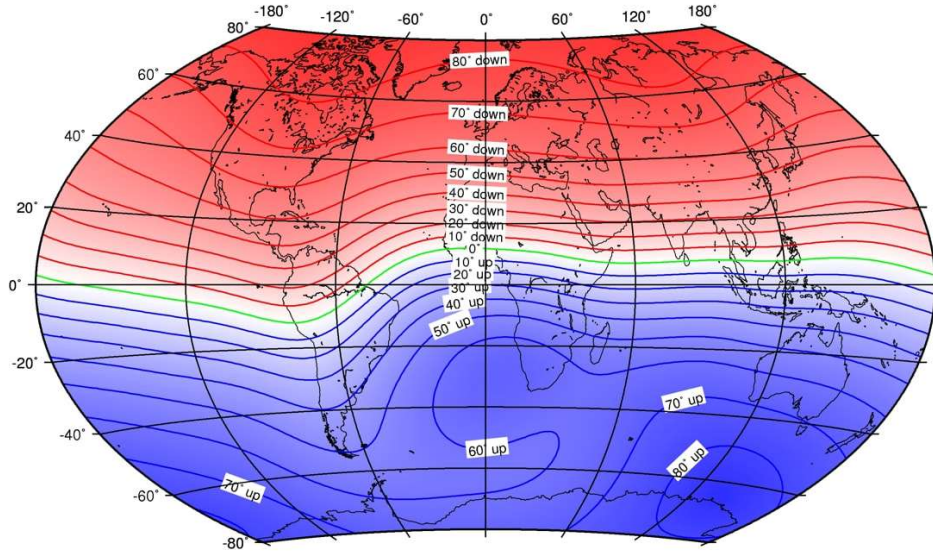 -180° -120° -60° 0° 60° 120° 180°
80°
60°
40°
20°
0°
-20°
-40°
-60°
-80°
80° down
70° down
60° down
50° down
40° down
30° down
20° down
10° down
0°
10° up
20° up
30° up
40° up
50° up
60° up
70° up
80° up
70° up